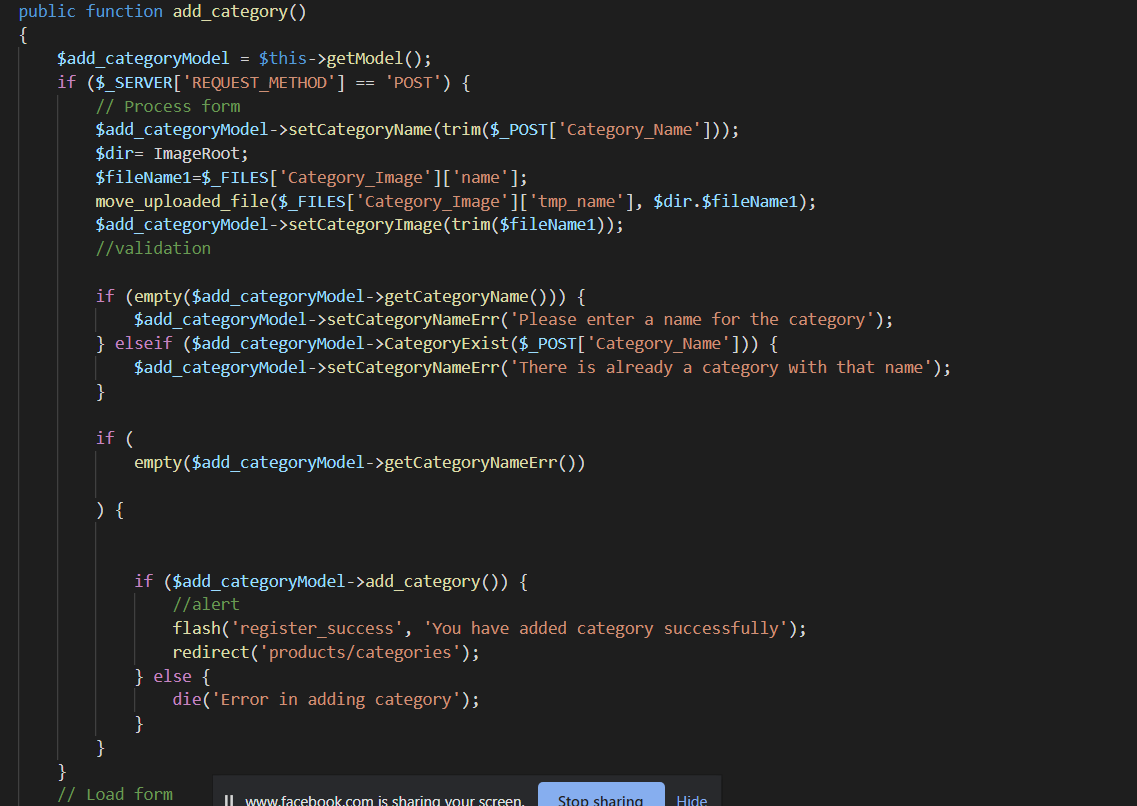 public function add_category()
{
$add_categoryModel = $this->getModel();
if ($_SERVER['REQUEST_METHOD'] == 'POST') {
// Process form
$add_categoryModel->setCategoryName(trim($_POST['Category_Name']));
$dir= ImageRoot;
$fileName1=$_FILES['Category_Image']['name'];
move_uploaded_file($_FILES['Category_Image']['tmp_name'], $dir.$fileName1);
$add_categoryModel->setCategoryImage(trim($fileName1));
//validation
if (empty($add_categoryModel->getCategoryName())) {
$add_categoryModel->setCategoryNameErr('Please enter a name for the category');
} elseif ($add_categoryModel->CategoryExist($_POST['Category_Name'])) {
$add_categoryModel->setCategoryNameErr('There is already a category with that name');
}
if (
empty($add_categoryModel->getCategoryNameErr())
) {
if ($add_categoryModel->add_category()) {
//alert
flash('register_success', 'You have added category successfully');
redirect('products/categories');
} else {
die('Error in adding category');
}
}
}
// Load form
www.facebook.com is sharing your screen. Stop sharing Hide